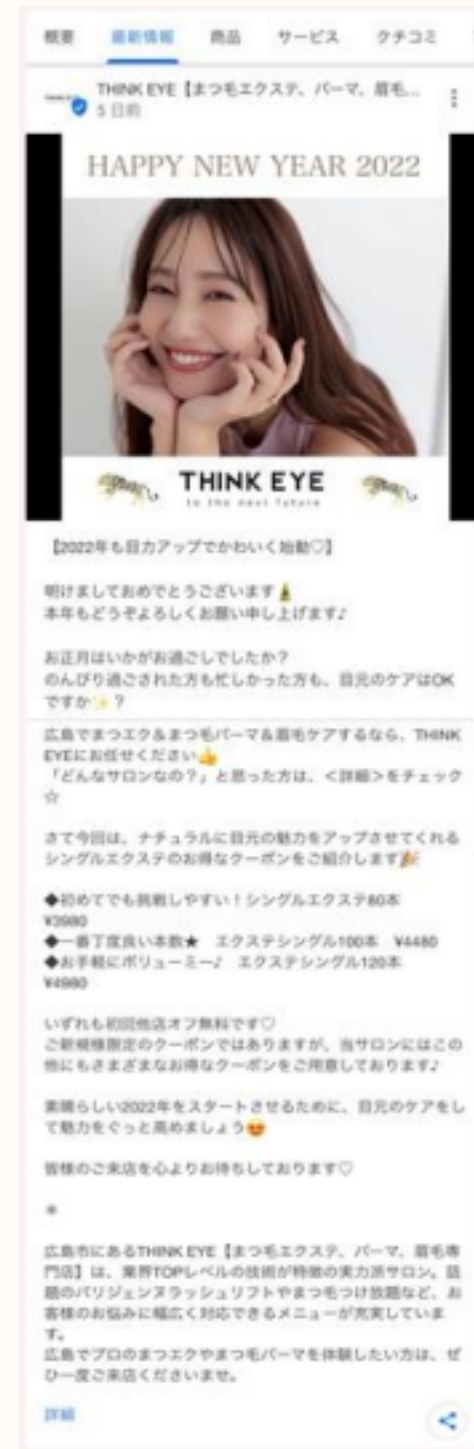 概要 最新情報 商品 サービス クチコミ
THINK EYE【まつ毛エクステ、パーマ、眉毛...
5 日前
HAPPY NEW YEAR 2022
THINK EYE
to the next future
【2022年も目力アップでかわいく始動♡】
明けましておめでとうございます🎍
本年もどうぞよろしくお願い申し上げます♪
お正月はいかがお過ごしでしたか？
のんびり過ごされた方も忙しかった方も、目元のケアはOK
ですか✨？
広島でまつエク＆まつ毛パーマ＆眉毛ケアするなら、THINK
EYEにお任せください👍
「どんなサロンなの？」と思った方は、＜詳細＞をチェック
☆
さて今回は、ナチュラルに目元の魅力をアップさせてくれる
シングルエクステのお得なクーポンをご紹介します🎉
◆初めてでも挑戦しやすい！シングルエクステ80本
¥3980
◆一番丁度良い本数★　エクステシングル100本　¥4480
◆お手軽にボリューミー♪　エクステシングル120本
¥4980
いずれも初回他店オフ無料です♡
ご新規様限定のクーポンではありますが、当サロンにはこの
他にもさまざまなお得なクーポンをご用意しております♪
素晴らしい2022年をスタートさせるために、目元のケアをし
て魅力をぐっと高めましょう😍
皆様のご来店を心よりお待ちしております♡
＊
広島市にあるTHINK EYE【まつ毛エクステ、パーマ、眉毛専
門店】は、業界TOPレベルの技術が特徴の実力派サロン。話
題のパリジェンヌラッシュリフトやまつ毛つけ放題など、お
客様のお悩みに幅広く対応できるメニューが充実していま
す。
広島でプロのまつエクやまつ毛パーマを体験したい方は、ぜ
ひ一度ご来店くださいませ。
詳細